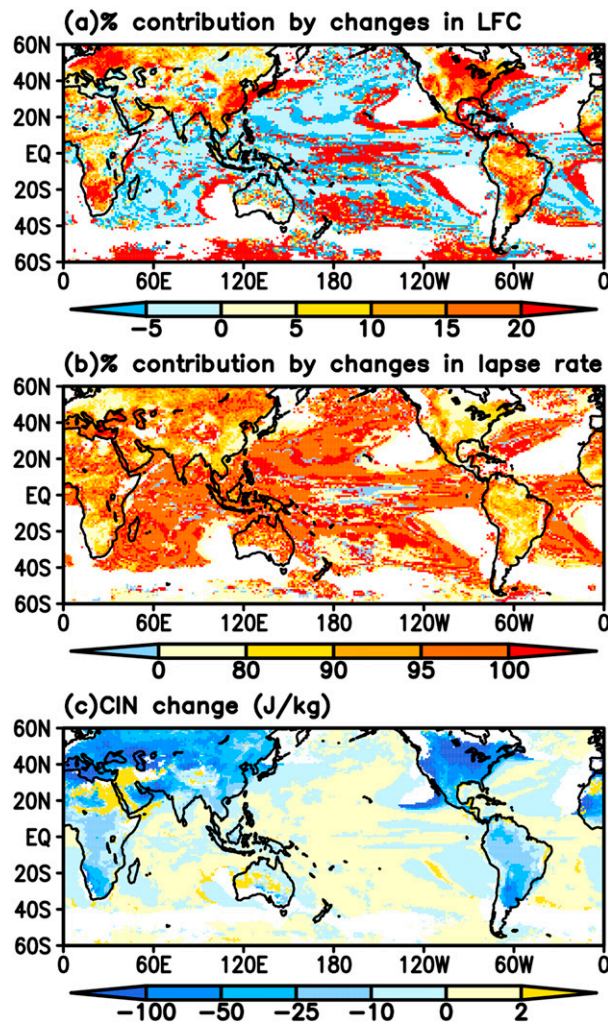 (a)% contribution by changes in LFC
60N
40N
20N
EQ
20S
40S
60S
0 60E 120E 180 120W 60W 0
−5 0 5 10 15 20
(b)% contribution by changes in lapse rate
60N
40N
20N
EQ
20S
40S
60S
0 60E 120E 180 120W 60W 0
0 80 90 95 100
(c)CIN change (J/kg)
60N
40N
20N
EQ
20S
40S
60S
0 60E 120E 180 120W 60W 0
−100 −50 −25 −10 0 2